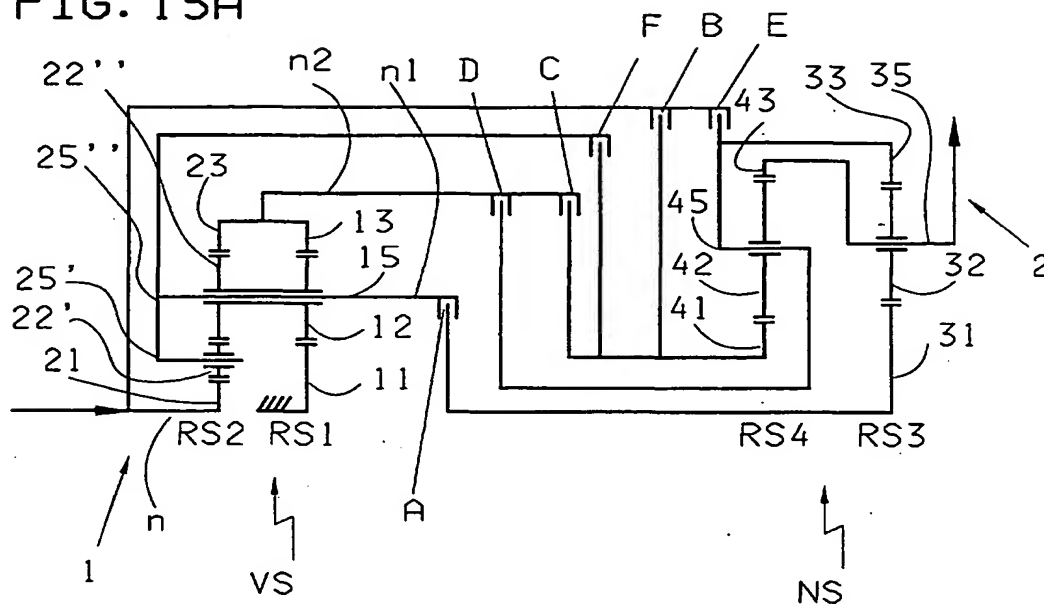 FIG. 15A
F B E
22'' n2 n1 D C 43 33 35
25'' 23 13 45
15
25' 42 32 2
22' 12 41
21 11 31
RS2 RS1 RS4 RS3
n A
1 VS NS